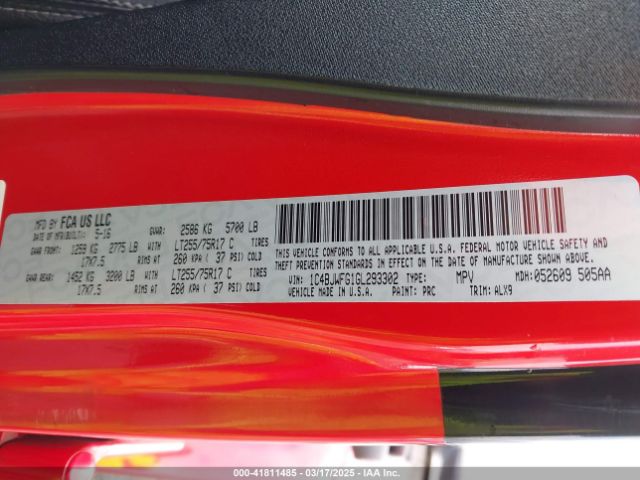 MFD BY FCA US LLC
DATE OF MFR(BUILT): 5-16 GVWR: 2586 KG 5700 LB
GAWR FRONT: 1259 KG 2775 LB WITH LT255/75R17 C TIRES
17X7.5 RIMS AT 260 KPA ( 37 PSI) COLD
GAWR REAR: 1452 KG 3200 LB WITH LT255/75R17 C TIRES
17X7.5 RIMS AT 260 KPA ( 37 PSI) COLD
THIS VEHICLE CONFORMS TO ALL APPLICABLE U.S.A. FEDERAL MOTOR VEHICLE SAFETY AND
THEFT PREVENTION STANDARDS IN EFFECT ON THE DATE OF MANUFACTURE SHOWN ABOVE.
VIN: 1C4BJWFG1GL293302 TYPE: MPV MDH: 052609 505AA
VEHICLE MADE IN U.S.A. PAINT: PRC TRIM: ALX9
000-41811485 | 03/17/2025 | IAA Inc.